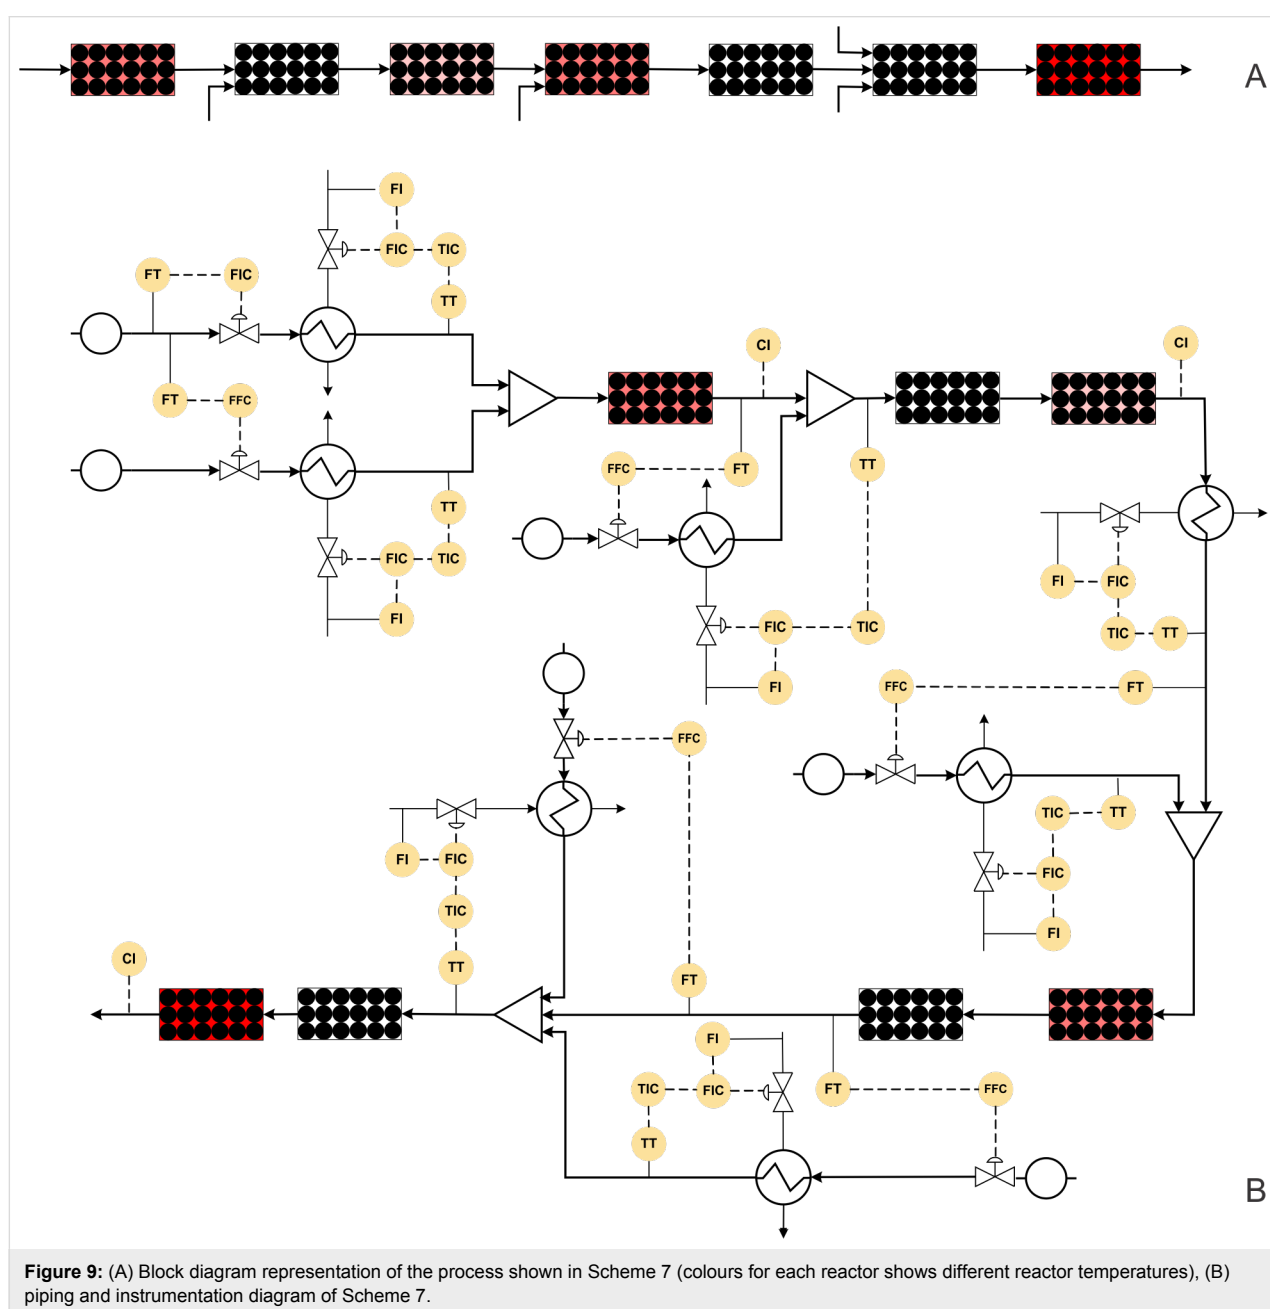 A
FI
FIC
TIC
FT
FIC
TT
CI
CI
FT
FFC
TT
FFC
FT
TT
TIC
FIC
FI
FI
FIC
FIC
TIC
TIC
TT
FI
FFC
FT
FFC
TIC
TT
FI
FIC
FIC
TIC
FI
CI
TT
FT
FI
TIC
FIC
FT
FFC
TT
B
Figure 9: (A) Block diagram representation of the process shown in Scheme 7 (colours for each reactor shows different reactor temperatures), (B)
piping and instrumentation diagram of Scheme 7.